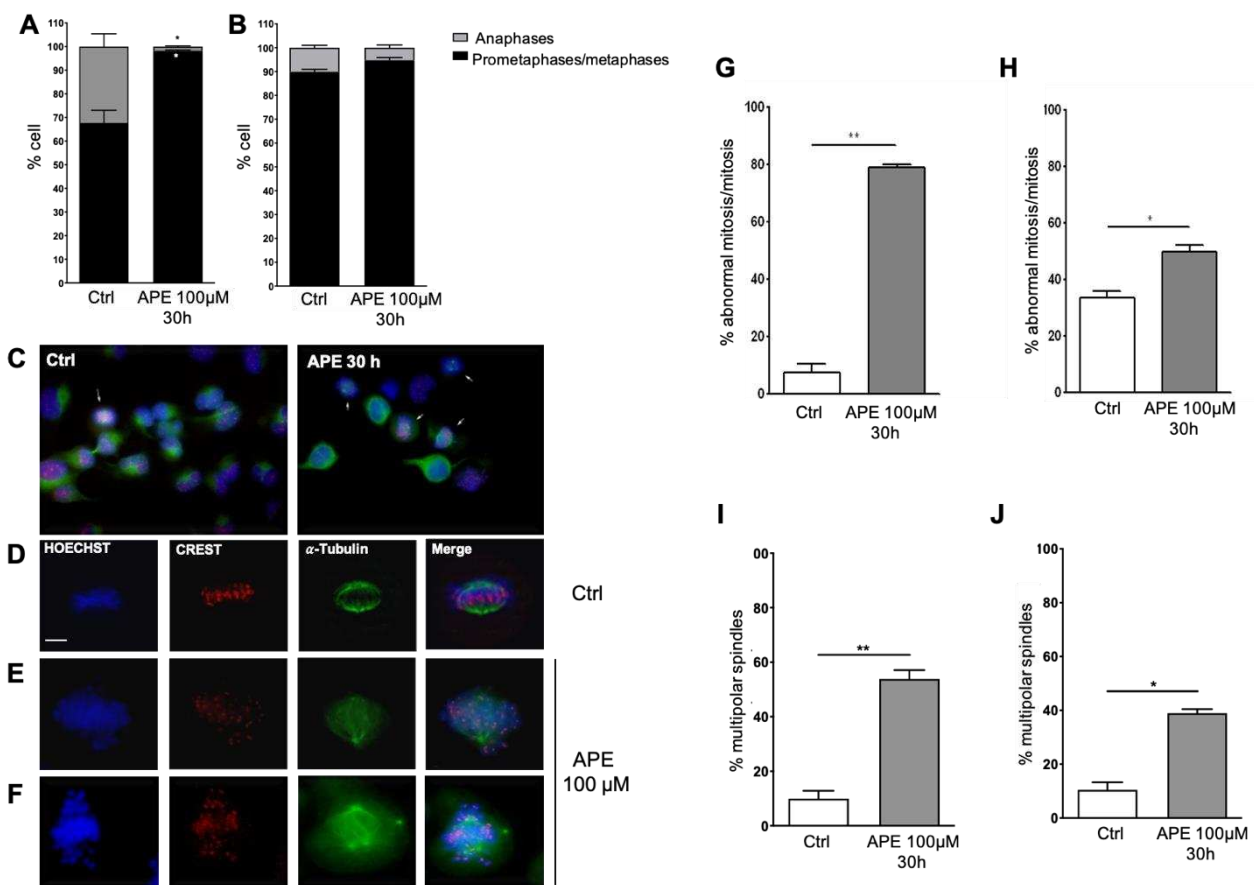 A
110
100
90
80
70
60
50
40
30
20
10
0
% cell
*
*
Ctrl
APE 100µM
30h
B
110
100
90
80
70
60
50
40
30
20
10
0
% cell
Ctrl
APE 100µM
30h
Anaphases
Prometaphases/metaphases
C
Ctrl
APE 30 h
D
HOECHST
CREST
α-Tubulin
Merge
Ctrl
E
F
APE
100 µM
G
100
80
60
40
20
0
% abnormal mitosis/mitosis
**
Ctrl
APE 100µM
30h
H
100
80
60
40
20
0
% abnormal mitosis/mitosis
*
Ctrl
APE 100µM
30h
I
00
80
60
40
20
0
% multipolar spindles
**
Ctrl
APE 100µM
30h
J
100
80
60
40
20
0
% multipolar spindles
*
Ctrl
APE 100µM
30h